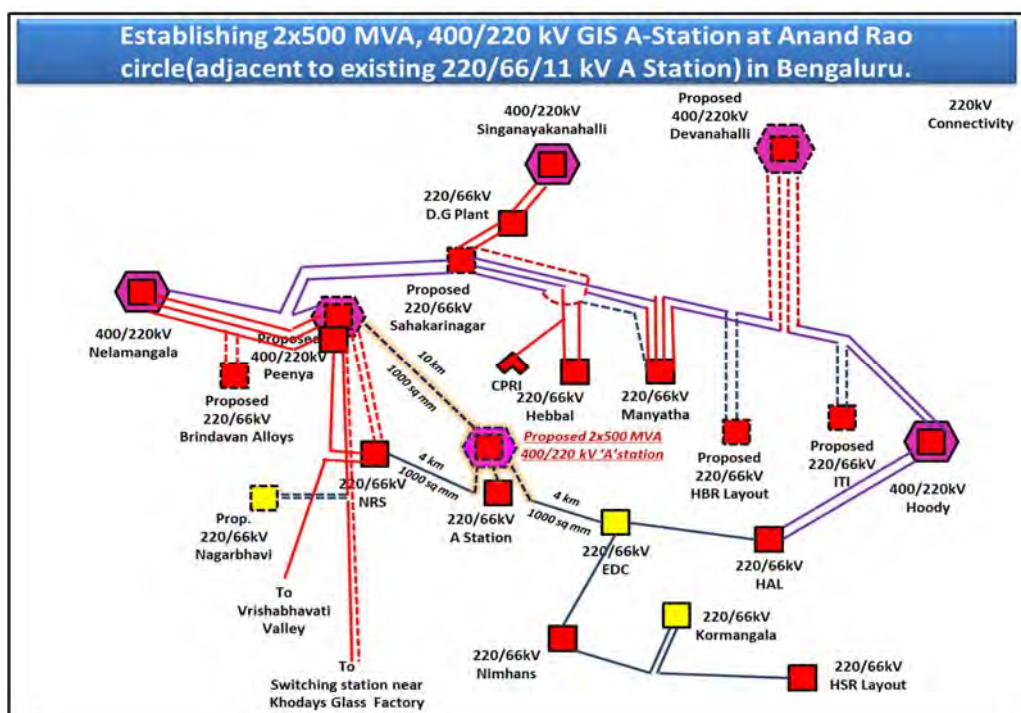 Establishing 2x500 MVA, 400/220 kV GIS A-Station at Anand Rao
circle(adjacent to existing 220/66/11 kV A Station) in Bengaluru.
400/220kV
Singanayakanahalli
Proposed
400/220kV
Devanahalli
220kV
Connectivity
220/66kV
D.G Plant
Proposed
220/66kV
Sahakarinagar
400/220kV
Nelamangala
Proposed
400/220kV
Peenya
Proposed
220/66kV
Brindavan Alloys
10 km
1000 sq mm
CPRI
220/66kV
Hebbal
220/66kV
Manyatha
Proposed
220/66kV
HBR Layout
Proposed
220/66kV
ITI
400/220kV
Hoody
Proposed 2x500 MVA
400/220 kV 'A'station
4 km
1000 sq mm
220/66kV
NRS
220/66kV
A Station
4 km
1000 sq mm
220/66kV
EDC
220/66kV
HAL
Prop.
220/66kV
Nagarbhavi
To
Vrishabhavati
Valley
220/66kV
Kormangala
220/66kV
Nimhans
220/66kV
HSR Layout
To
Switching station near
Khodays Glass Factory